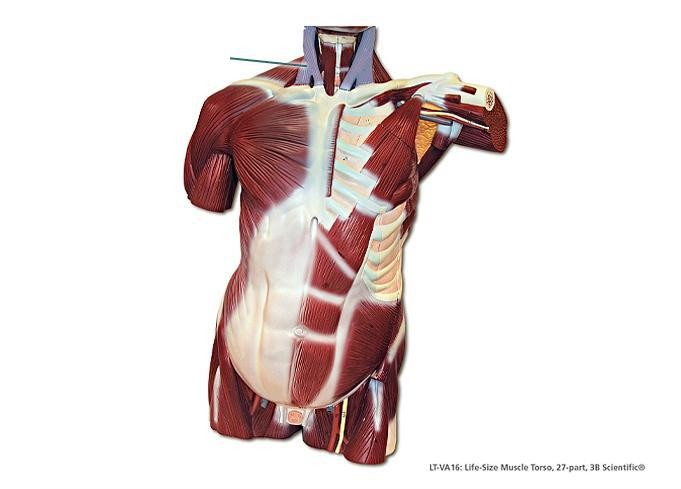 LT-VA16: Life-Size Muscle Torso, 27-part, 3B Scientific®